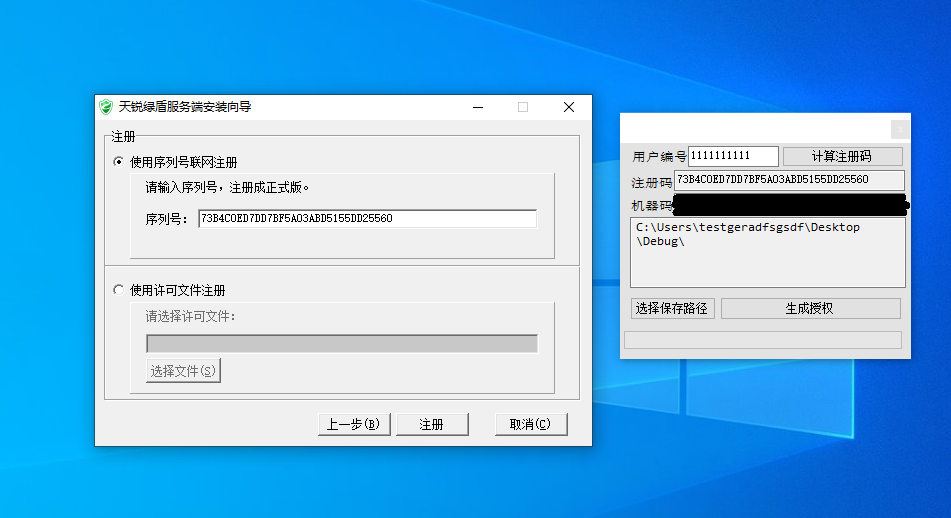 天锐绿盾服务端安装向导
注册
使用序列号联网注册
请输入序列号，注册成正式版。
序列号： 73B4C0ED7DD7BF5A03ABD5155DD25560
使用许可文件注册
请选择许可文件：
选择文件(S)
上一步(B) 注册 取消(C)
用户编号 1111111111 计算注册码
注册码 73B4C0ED7DD7BF5A03ABD5155DD25560
机器码
C:\Users\testgeradfsgsdf\Desktop
\Debug\
选择保存路径 生成授权